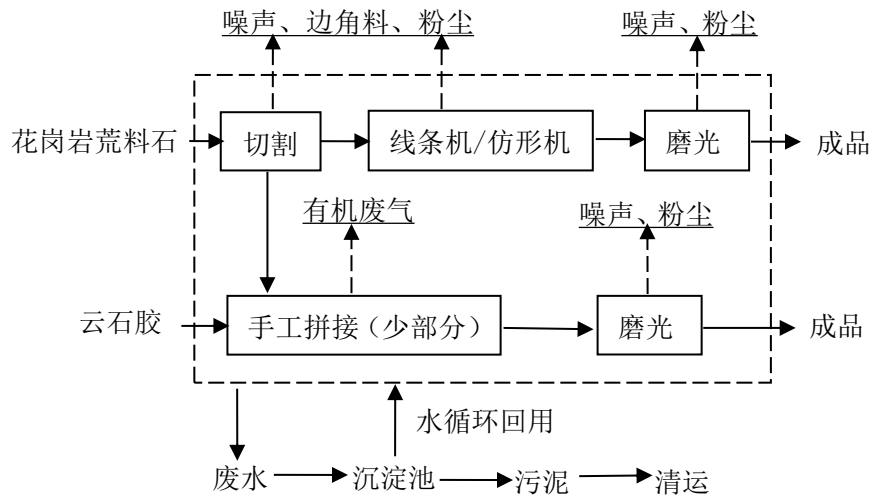 噪声、边角料、粉尘
噪声、粉尘
花岗岩荒料石
切割
线条机/仿形机
磨光
成品
有机废气
噪声、粉尘
云石胶
手工拼接（少部分）
磨光
成品
水循环回用
废水
沉淀池
污泥
清运